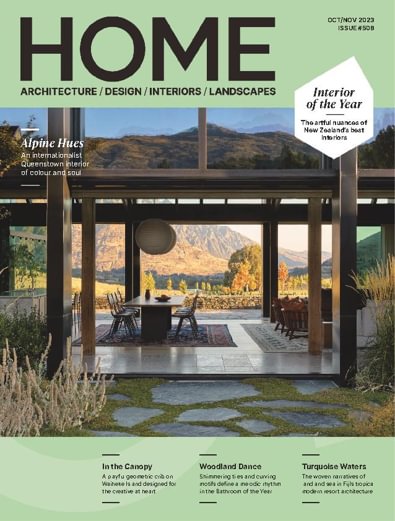 HOME
OCT/NOV 2023
ISSUE #508
ARCHITECTURE / DESIGN / INTERIORS / LANDSCAPES
Interior
of the Year
The artful nuances of
New Zealand's best
interiors
Alpine Hues
An internationalist
Queenstown interior
of colour and soul
In the Canopy
A playful geometric crib on
Waiheke is and designed for
the creative at heart
Woodland Dance
Shimmering tiles and curving
motifs define a melodic rhythm
in the Bathroom of the Year
Turquoise Waters
The woven narratives of
land and sea in Fiji's tropical
modern resort architecture